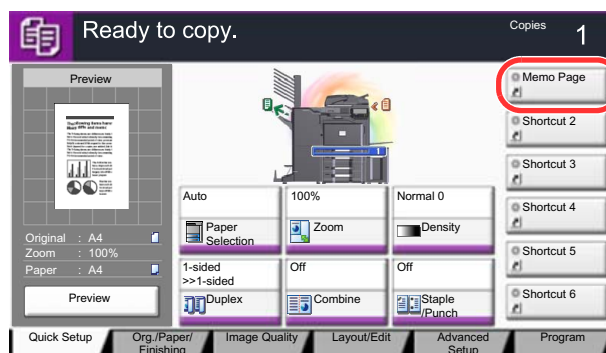 Ready to copy.
Copies
1
Preview
Original : A4
Zoom : 100%
Paper : A4
Preview
1
Auto
Paper
Selection
100%
Zoom
Normal 0
Density
1-sided
>>1-sided
Duplex
Off
Combine
Off
Staple
/Punch
Memo Page
Shortcut 2
Shortcut 3
Shortcut 4
Shortcut 5
Shortcut 6
Quick Setup
Org./Paper/
Finishing
Image Quality
Layout/Edit
Advanced
Setup
Program